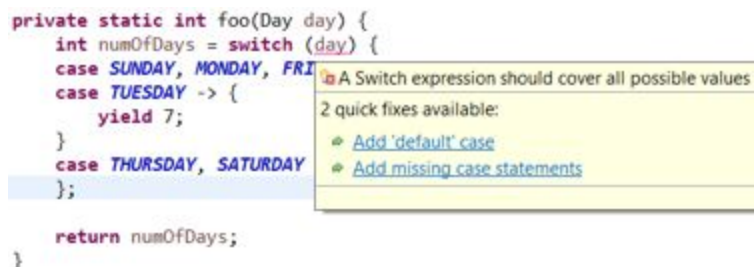 private static int foo(Day day) {
int numOfDays = switch (day) {
case SUNDAY, MONDAY, FRI
A Switch expression should cover all possible values
case TUESDAY -> {
2 quick fixes available:
yield 7;
Add 'default' case
}
case THURSDAY, SATURDAY
Add missing case statements
};
return numOfDays;
}